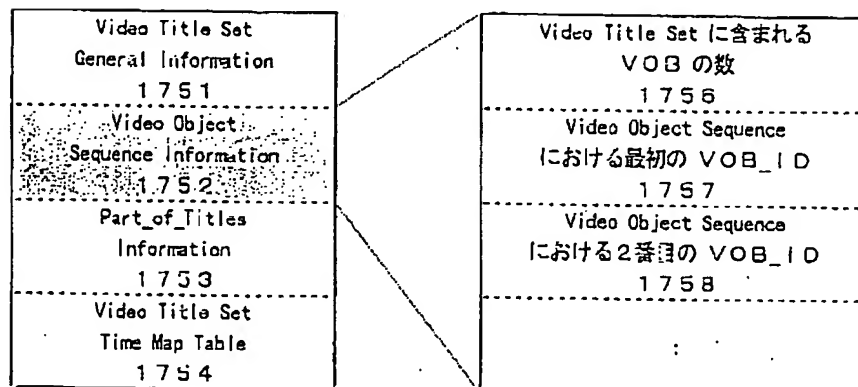 Video Title Set
General Information
1751
Video Object
Sequence Information
1752
Part_of_Titles
Information
1753
Video Title Set
Time Map Table
1754
Video Title Set に含まれる
VOB の数
1756
Video Object Sequence
における最初の VOB_ID
1757
Video Object Sequence
における2番目の VOB_ID
1758
: